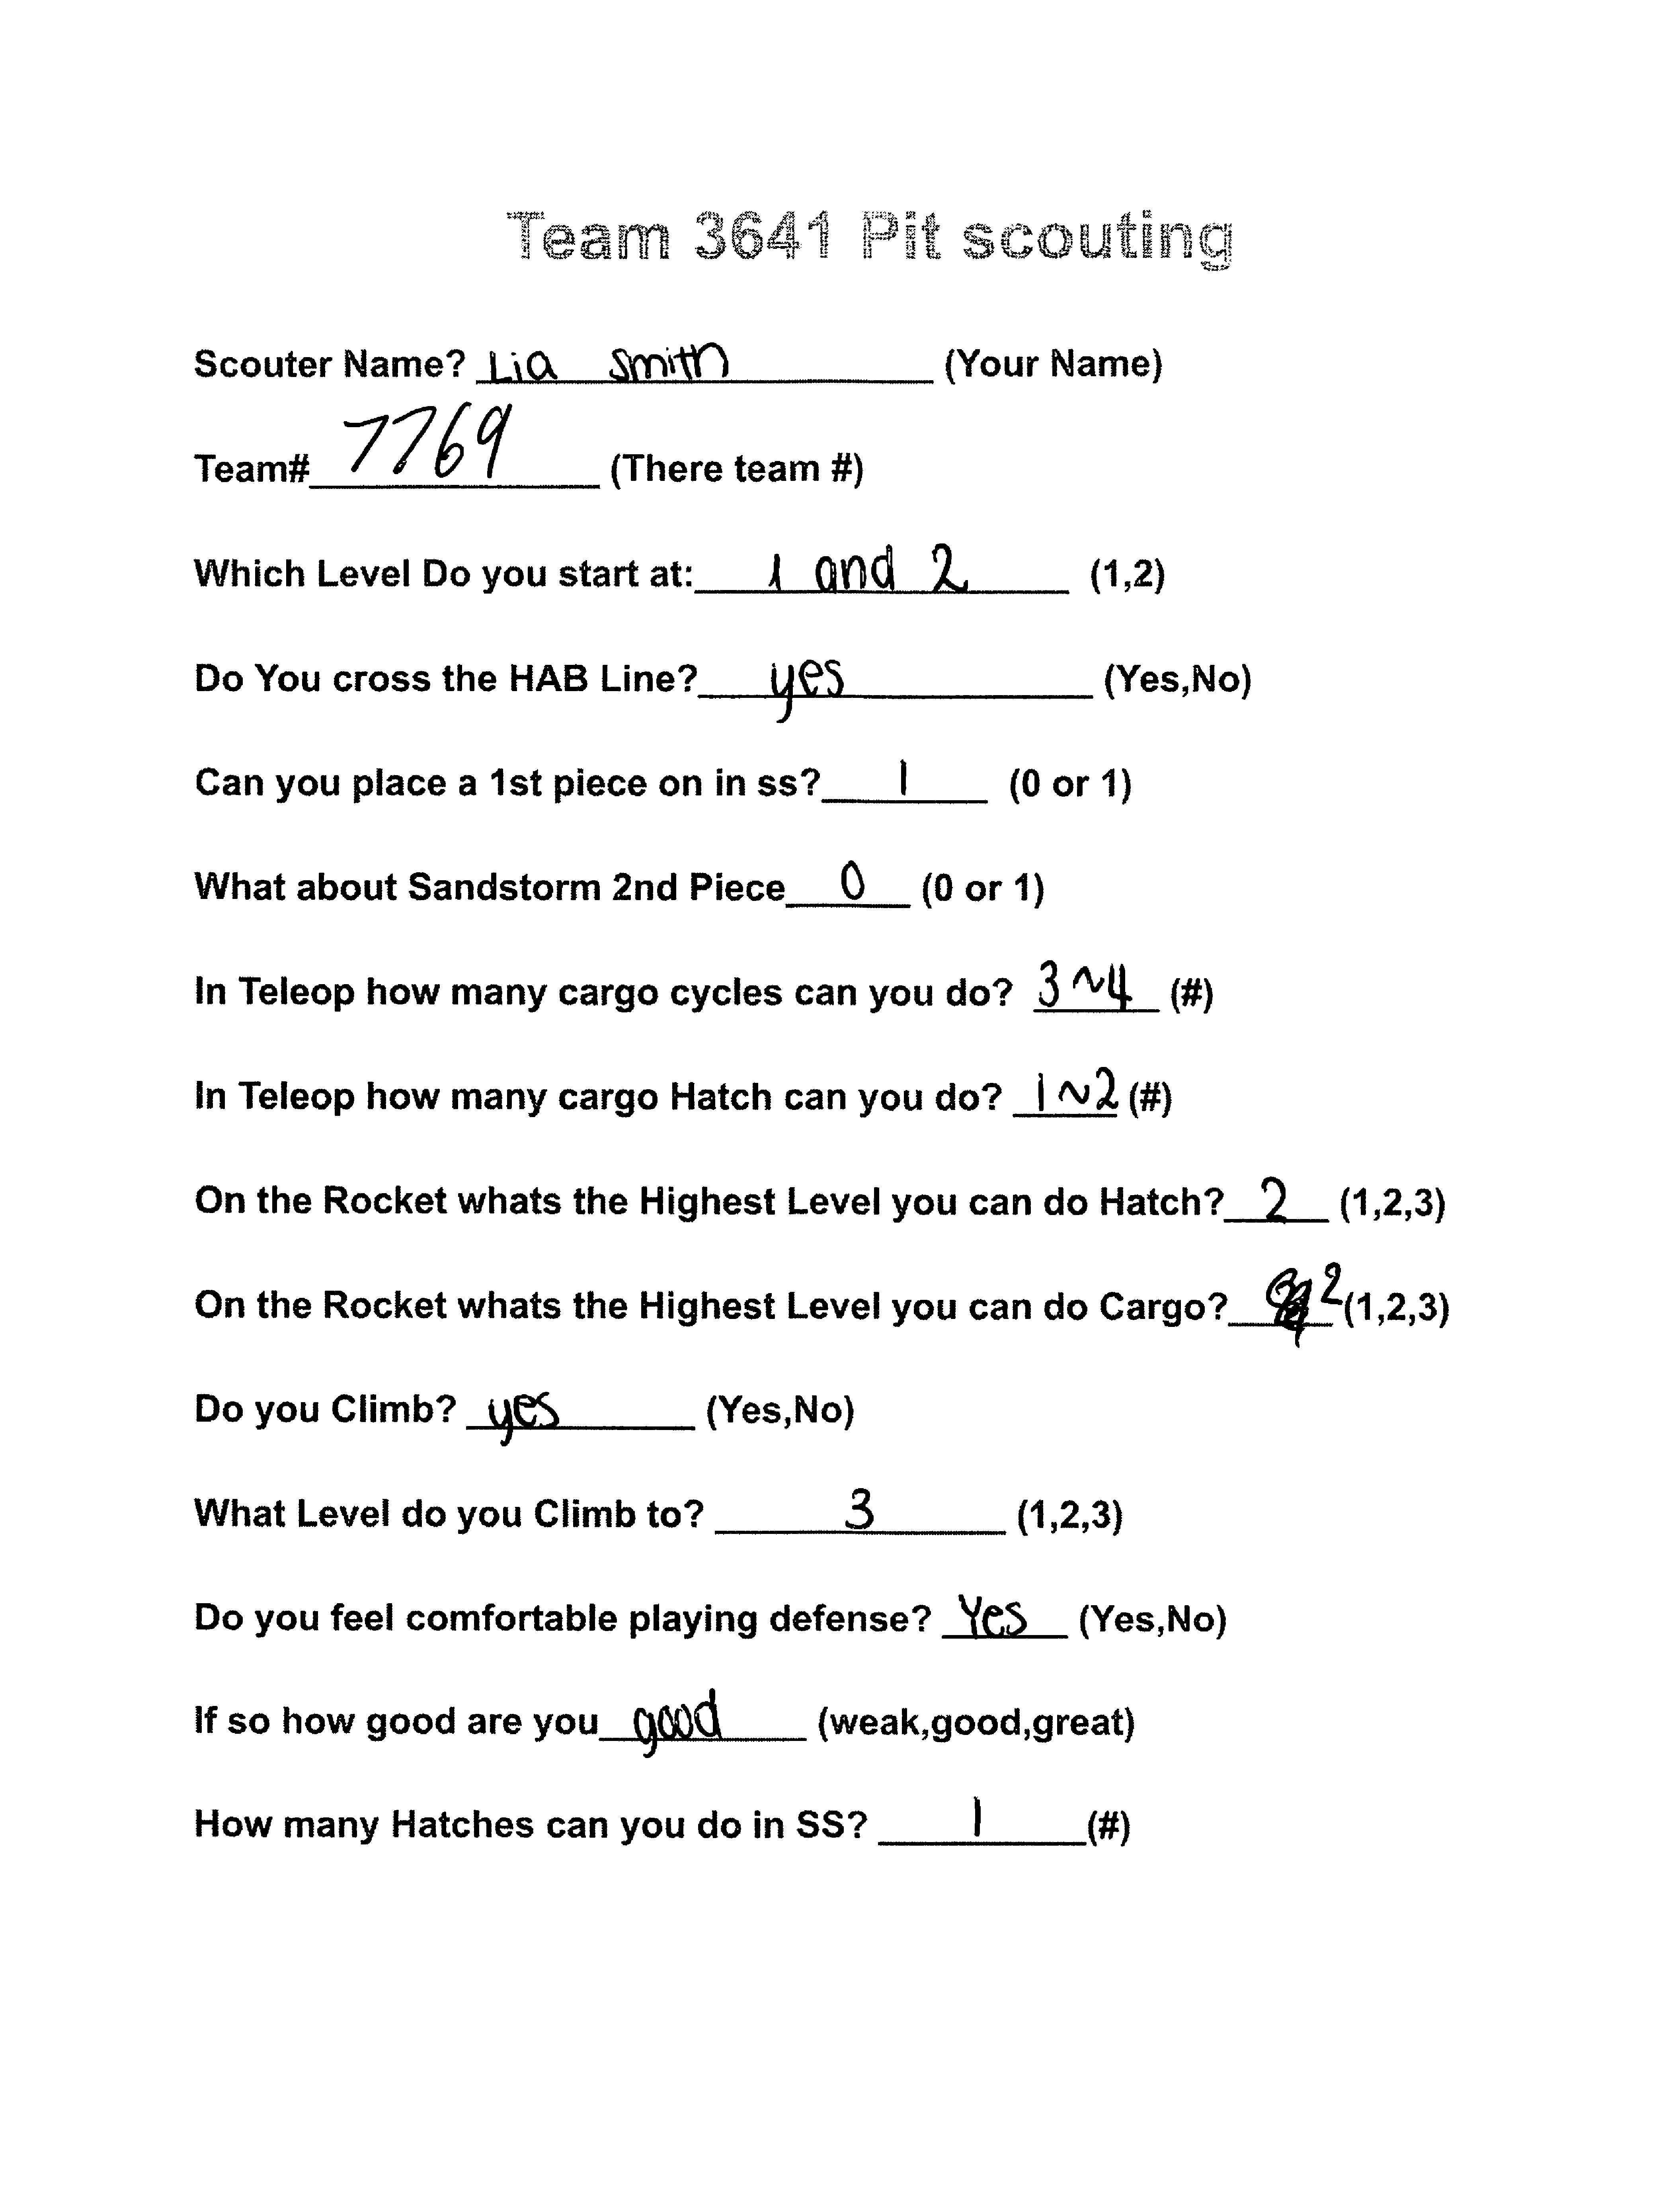 Team 3641 Pit scouting
Scouter Name? Lia Smith (Your Name)
Team# 7769 (There team #)
Which Level Do you start at: 1 and 2 (1,2)
Do You cross the HAB Line? yes (Yes,No)
Can you place a 1st piece on in ss? 1 (0 or 1)
What about Sandstorm 2nd Piece 0 (0 or 1)
In Teleop how many cargo cycles can you do? 3~4 (#)
In Teleop how many cargo Hatch can you do? 1~2 (#)
On the Rocket whats the Highest Level you can do Hatch? 2 (1,2,3)
On the Rocket whats the Highest Level you can do Cargo? 2 (1,2,3)
Do you Climb? yes (Yes,No)
What Level do you Climb to? 3 (1,2,3)
Do you feel comfortable playing defense? Yes (Yes,No)
If so how good are you good (weak,good,great)
How many Hatches can you do in SS? 1 (#)